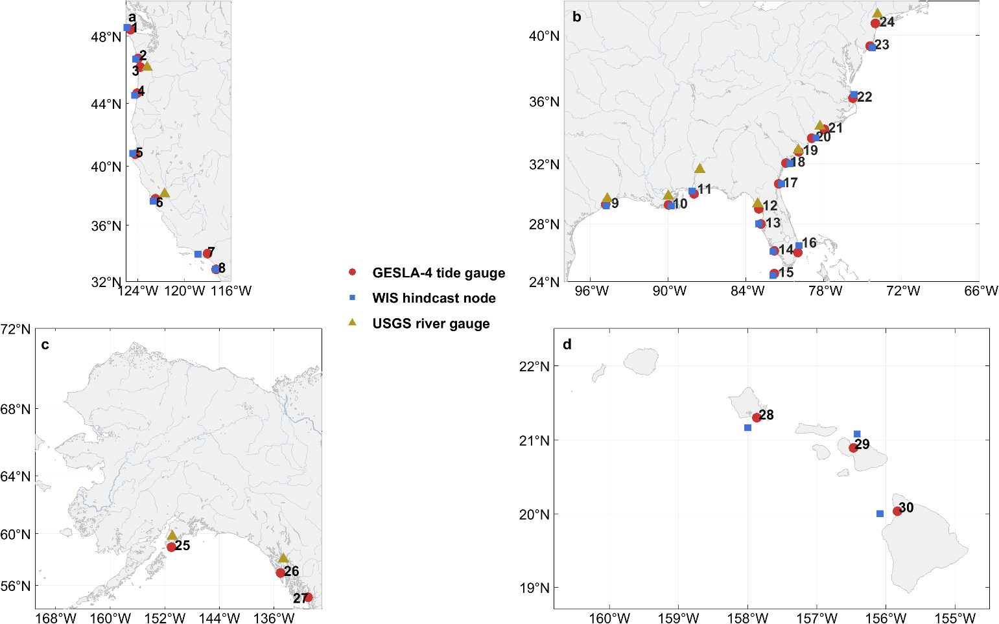 a
1
48°N
2
3
4
44°N
5
40°N
6
36°N
7
8
32°N
124°W 120°W 116°W
b
24
40°N
23
36°N
22
21
20
19
32°N
18
17
11
9
10
12
28°N
13
16
14
15
24°N
96°W 90°W 84°W 78°W 72°W 66°W
GESLA-4 tide gauge
WIS hindcast node
USGS river gauge
72°N
c
68°N
64°N
60°N
25
26
56°N
27
168°W 160°W 152°W 144°W 136°W
d
22°N
28
21°N
29
30
20°N
19°N
160°W 159°W 158°W 157°W 156°W 155°W